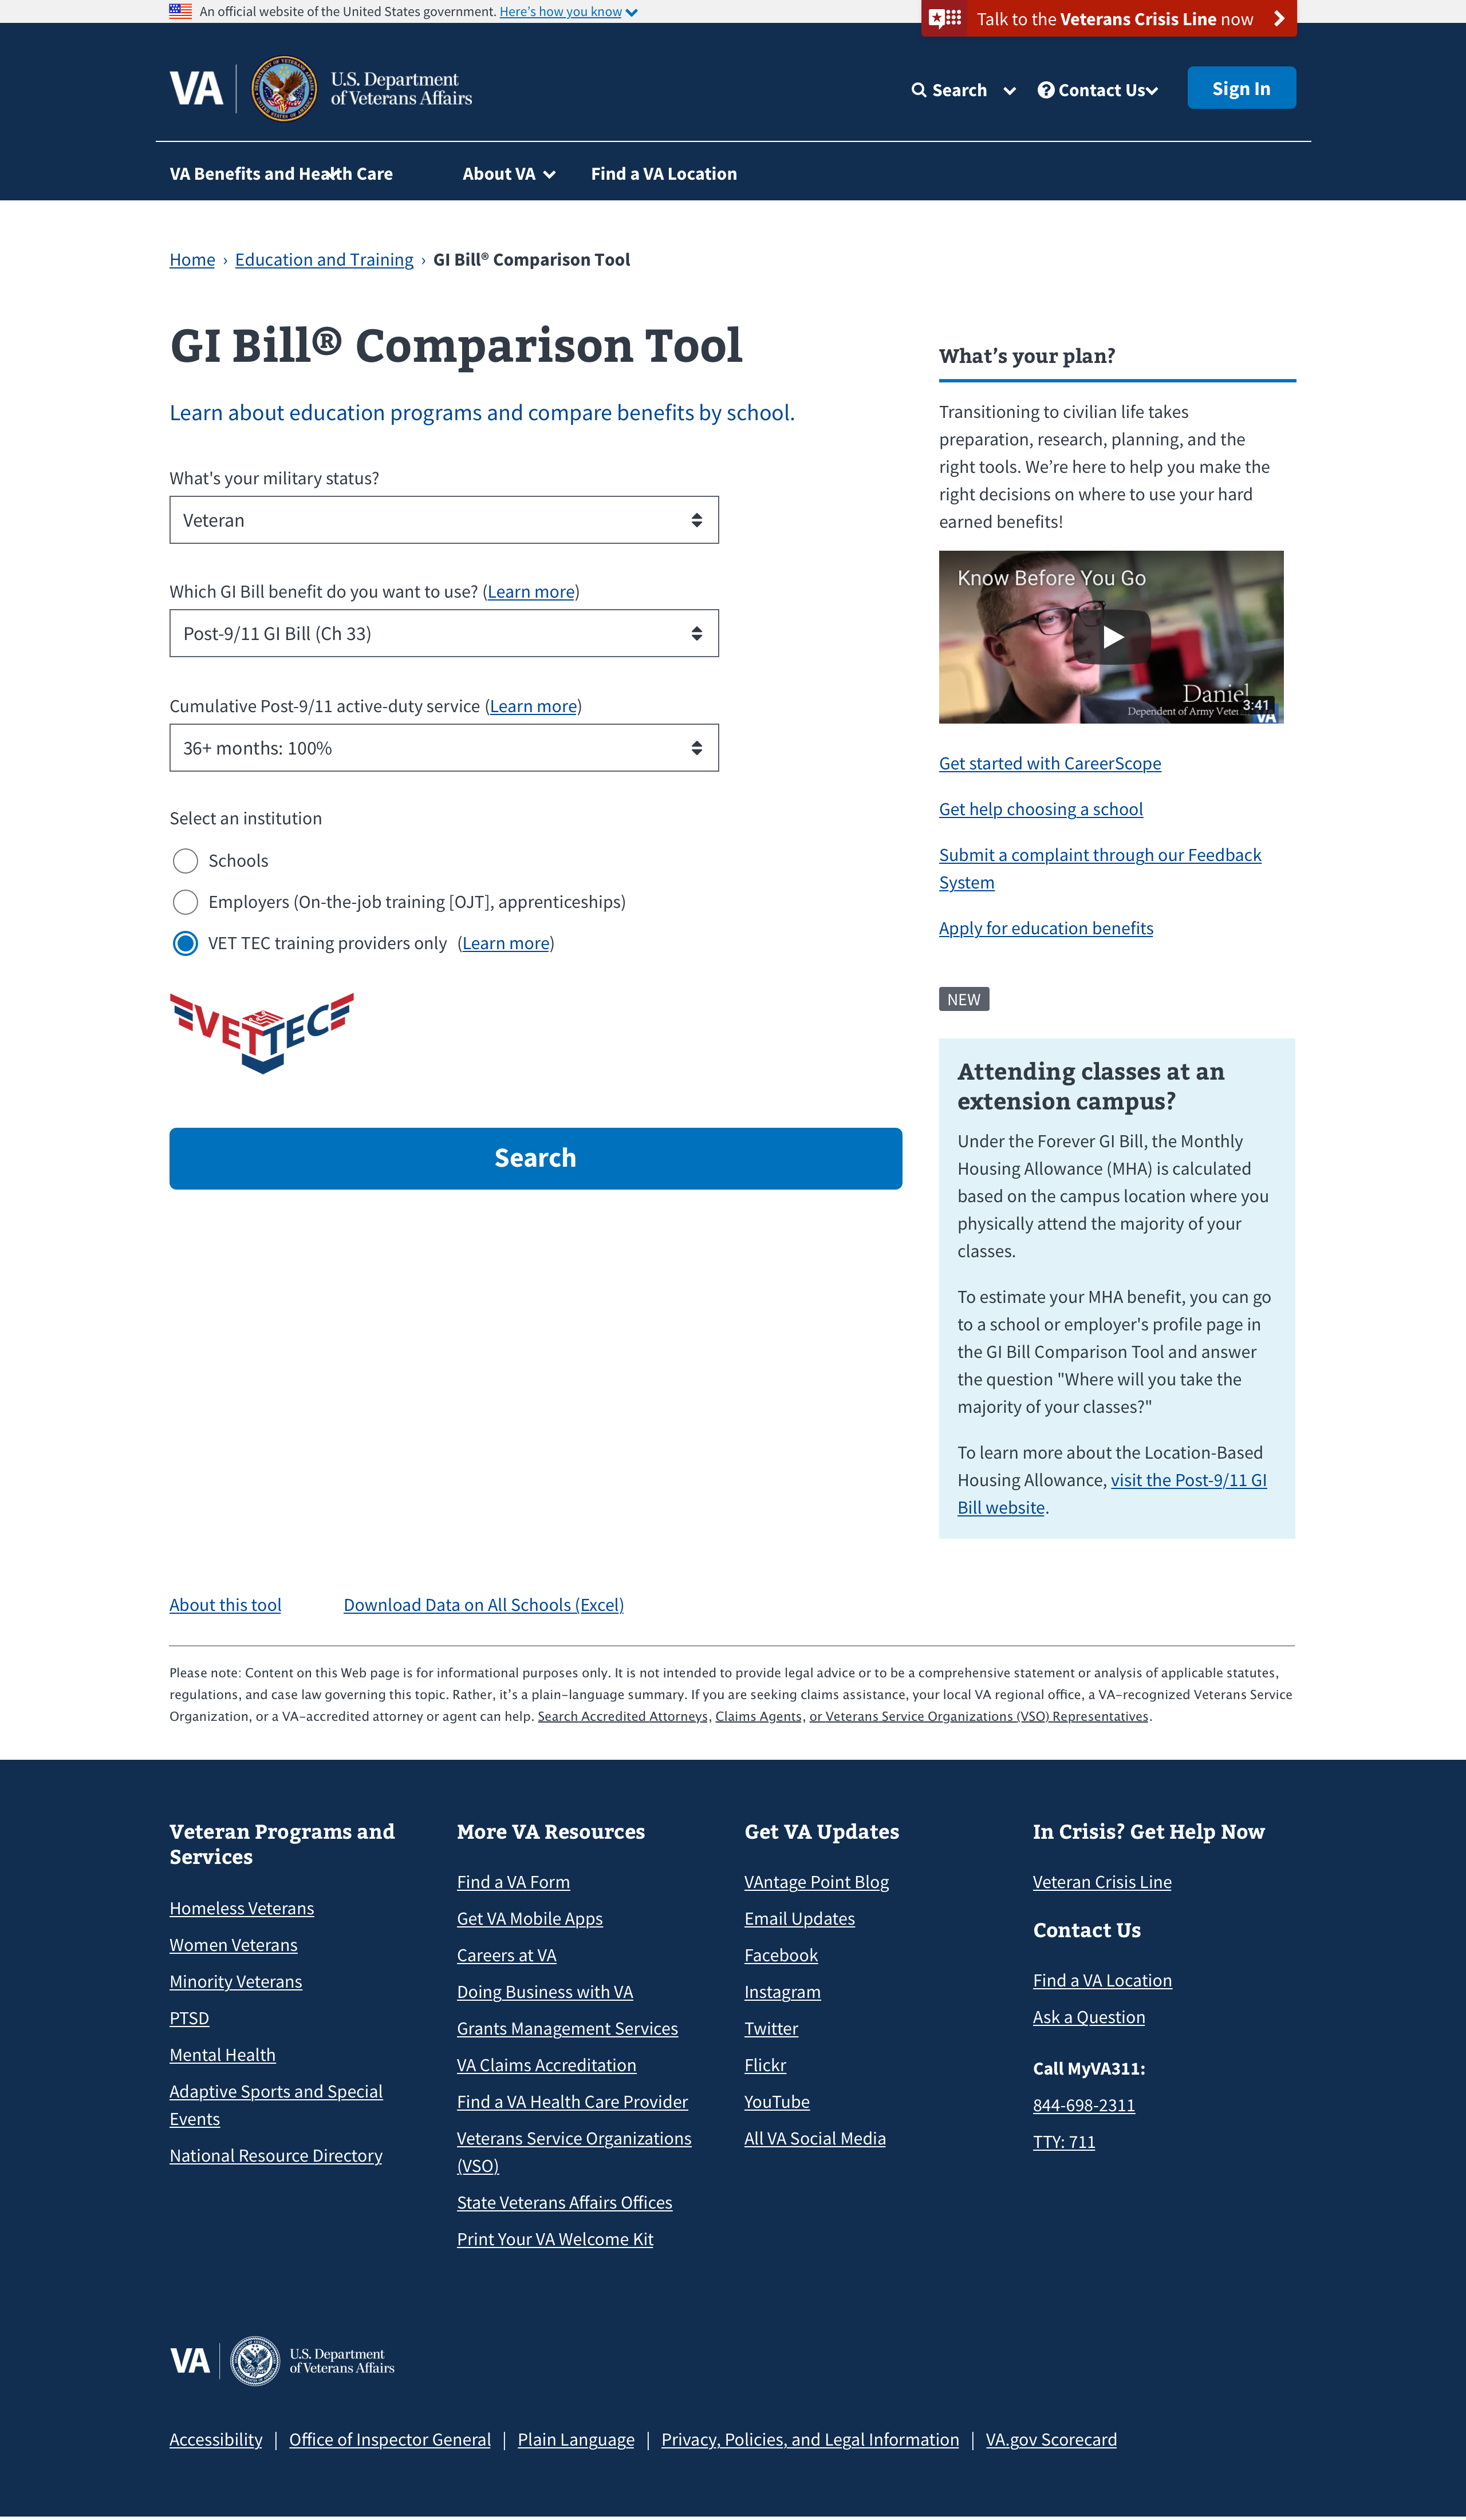 An official website of the United States government. Here's how you know
Talk to the Veterans Crisis Line now
VA
U.S. Department
of Veterans Affairs
Search
Contact Us
Sign In
VA Benefits and Health Care
About VA
Find a VA Location
Home › Education and Training › GI Bill® Comparison Tool
GI Bill® Comparison Tool
Learn about education programs and compare benefits by school.
What's your military status?
Veteran
Which GI Bill benefit do you want to use? (Learn more)
Post-9/11 GI Bill (Ch 33)
Cumulative Post-9/11 active-duty service (Learn more)
36+ months: 100%
Select an institution
Schools
Employers (On-the-job training [OJT], apprenticeships)
VET TEC training providers only (Learn more)
VET TEC
Search
What's your plan?
Transitioning to civilian life takes
preparation, research, planning, and the
right tools. We're here to help you make the
right decisions on where to use your hard
earned benefits!
Know Before You Go
Daniel
Dependent of Army Veter
3:41
VA
Get started with CareerScope
Get help choosing a school
Submit a complaint through our Feedback
System
Apply for education benefits
NEW
Attending classes at an
extension campus?
Under the Forever GI Bill, the Monthly
Housing Allowance (MHA) is calculated
based on the campus location where you
physically attend the majority of your
classes.
To estimate your MHA benefit, you can go
to a school or employer's profile page in
the GI Bill Comparison Tool and answer
the question "Where will you take the
majority of your classes?"
To learn more about the Location-Based
Housing Allowance, visit the Post-9/11 GI
Bill website.
About this tool
Download Data on All Schools (Excel)
Please note: Content on this Web page is for informational purposes only. It is not intended to provide legal advice or to be a comprehensive statement or analysis of applicable statutes,
regulations, and case law governing this topic. Rather, it's a plain-language summary. If you are seeking claims assistance, your local VA regional office, a VA-recognized Veterans Service
Organization, or a VA-accredited attorney or agent can help. Search Accredited Attorneys, Claims Agents, or Veterans Service Organizations (VSO) Representatives.
Veteran Programs and
Services
Homeless Veterans
Women Veterans
Minority Veterans
PTSD
Mental Health
Adaptive Sports and Special
Events
National Resource Directory
More VA Resources
Find a VA Form
Get VA Mobile Apps
Careers at VA
Doing Business with VA
Grants Management Services
VA Claims Accreditation
Find a VA Health Care Provider
Veterans Service Organizations
(VSO)
State Veterans Affairs Offices
Print Your VA Welcome Kit
Get VA Updates
VAntage Point Blog
Email Updates
Facebook
Instagram
Twitter
Flickr
YouTube
All VA Social Media
In Crisis? Get Help Now
Veteran Crisis Line
Contact Us
Find a VA Location
Ask a Question
Call MyVA311:
844-698-2311
TTY: 711
VA
U.S. Department
of Veterans Affairs
Accessibility | Office of Inspector General | Plain Language | Privacy, Policies, and Legal Information | VA.gov Scorecard